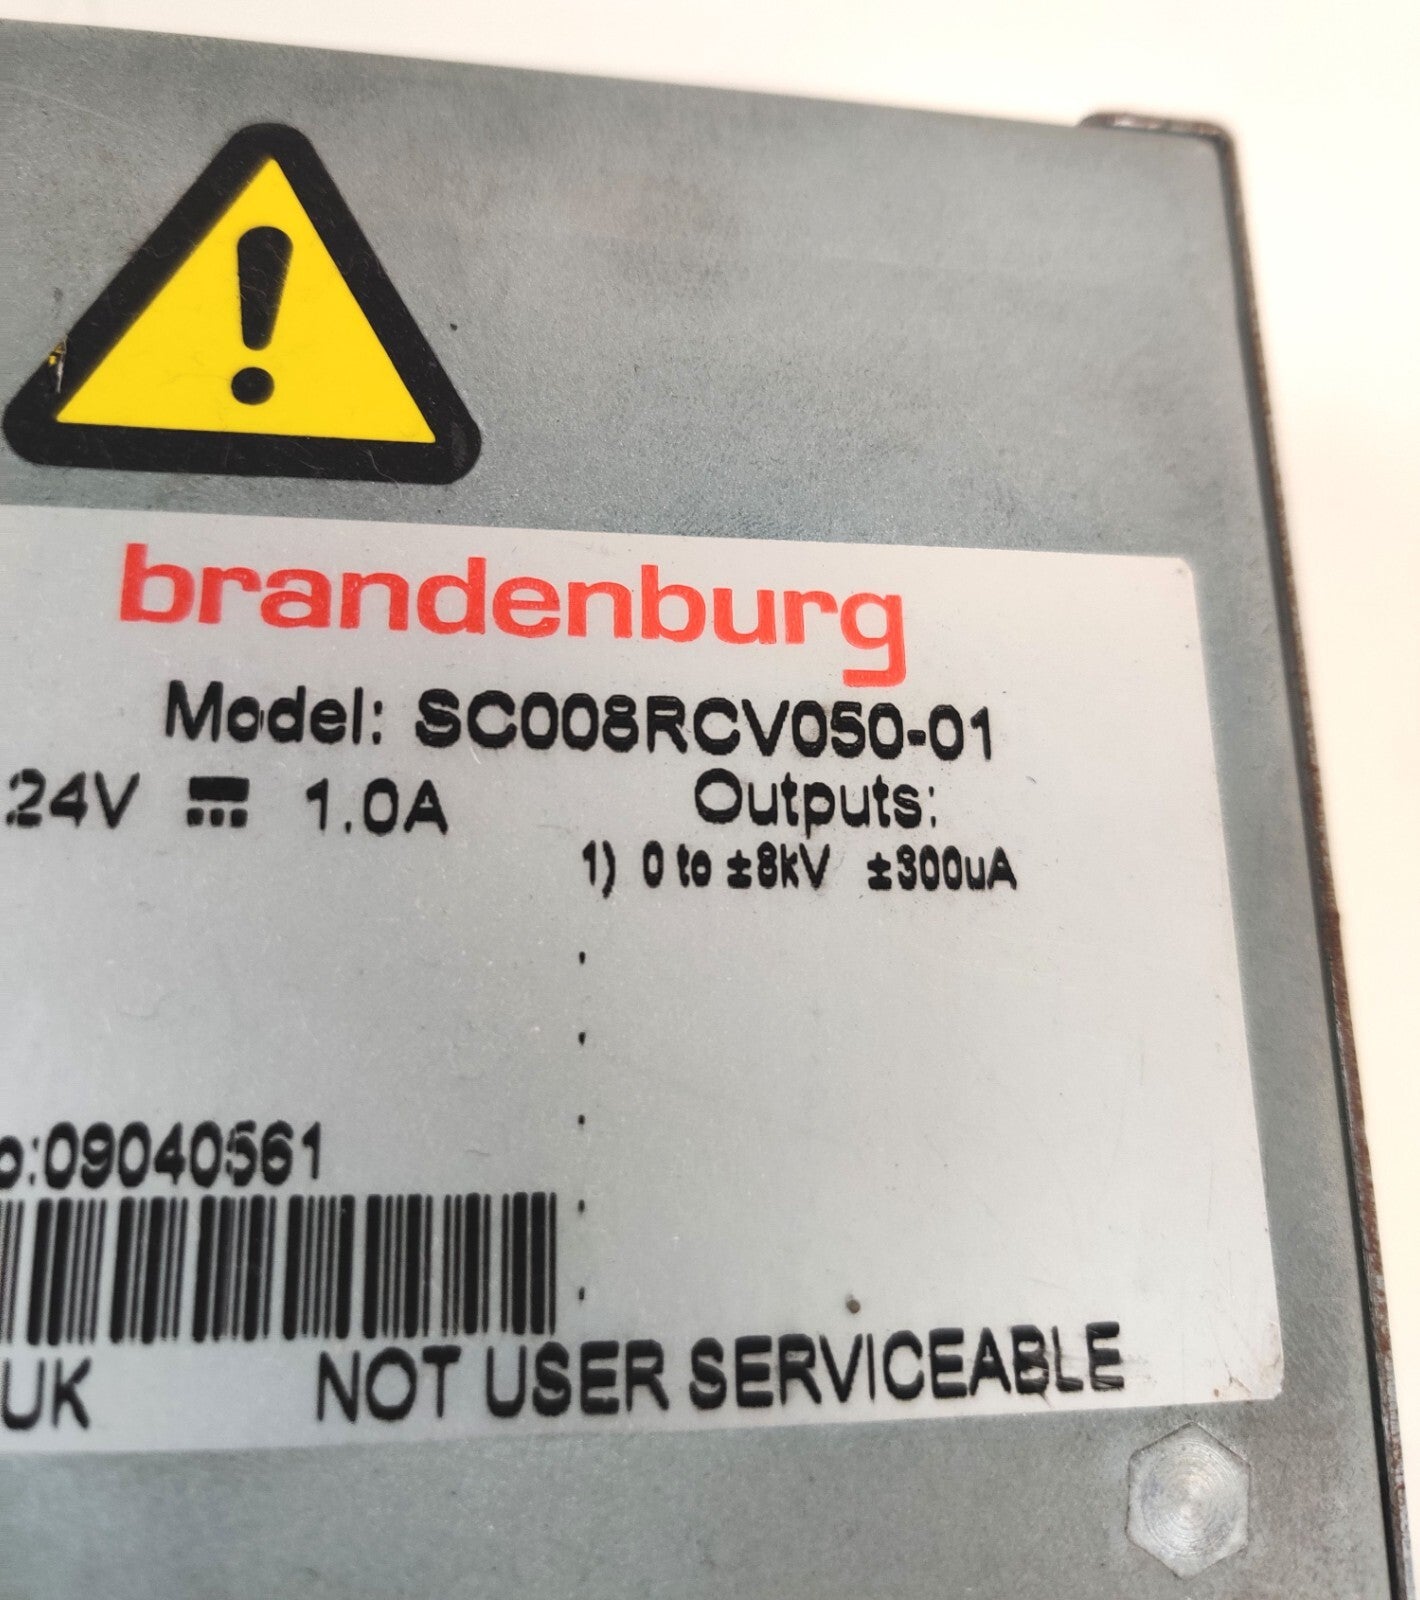 brandenburg
Model: SC008RCV050-01
24V ⎓ 1.0A
Outputs:
1) 0 to ±8kV ±300uA
o:09040561
UK NOT USER SERVICEABLE